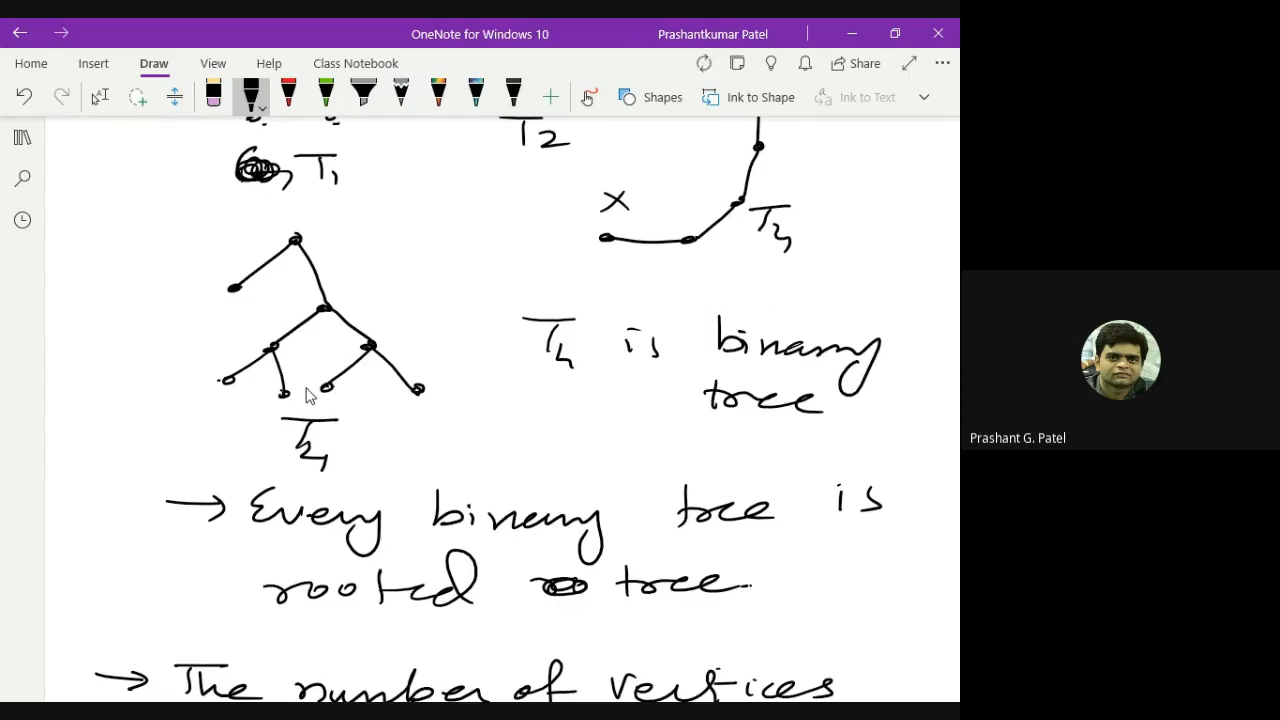 OneNote for Windows 10
Prashantkumar Patel
Home Insert Draw View Help Class Notebook
Share
Shapes Ink to Shape Ink to Text
T1
T2
X
T3
T4 is binary
tree
T4
→ Every binary tree is
rooted tree.
→ The number of vertices
Prashant G. Patel